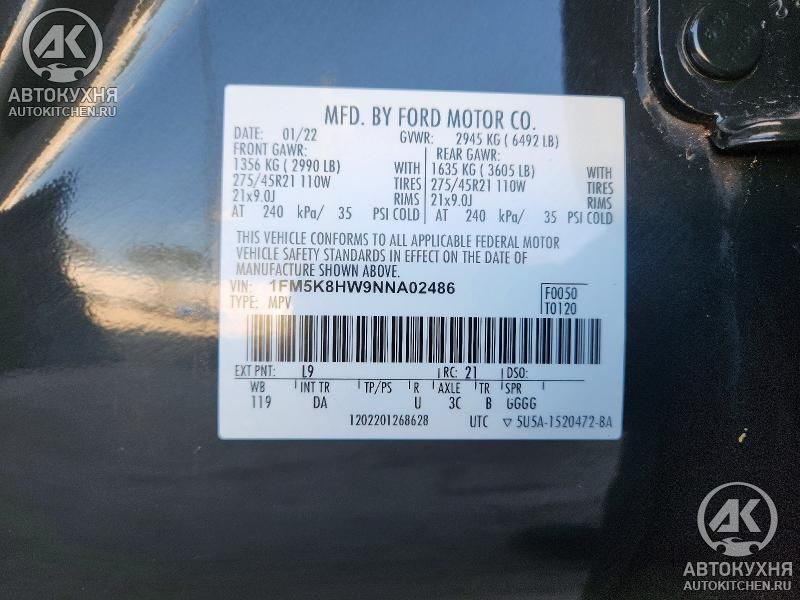 AK
АВТОКУХНЯ
AUTOKITCHEN.RU
MFD. BY FORD MOTOR CO.
DATE: 01/22 GVWR: 2945 KG ( 6492 LB)
FRONT GAWR: REAR GAWR:
1356 KG ( 2990 LB) WITH 1635 KG ( 3605 LB) WITH
275/45R21 110W TIRES 275/45R21 110W TIRES
21x9.0J RIMS 21x9.0J RIMS
AT 240 kPa/ 35 PSI COLD AT 240 kPa/ 35 PSI COLD
THIS VEHICLE CONFORMS TO ALL APPLICABLE FEDERAL MOTOR
VEHICLE SAFETY STANDARDS IN EFFECT ON THE DATE OF
MANUFACTURE SHOWN ABOVE.
VIN: 1FM5K8HW9NNA02486 F0050
TYPE: MPV T0120
EXT PNT: L9 RC: 21 DSO:
WB INT TR TP/PS R AXLE TR SPR
119 DA U 3C B GGGG
1202201268628 UTC ▽ 5U5A-1520472-BA
AK
АВТОКУХНЯ
AUTOKITCHEN.RU